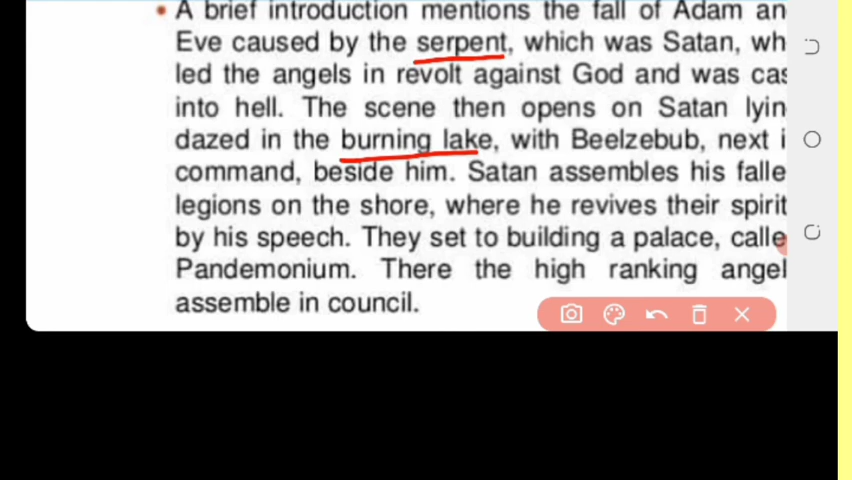 A brief introduction mentions the fall of Adam an
Eve caused by the serpent, which was Satan, wh
led the angels in revolt against God and was cas
into hell. The scene then opens on Satan lyin
dazed in the burning lake, with Beelzebub, next i
command, beside him. Satan assembles his falle
legions on the shore, where he revives their spirit
by his speech. They set to building a palace, calle
Pandemonium. There the high ranking angel
assemble in council.